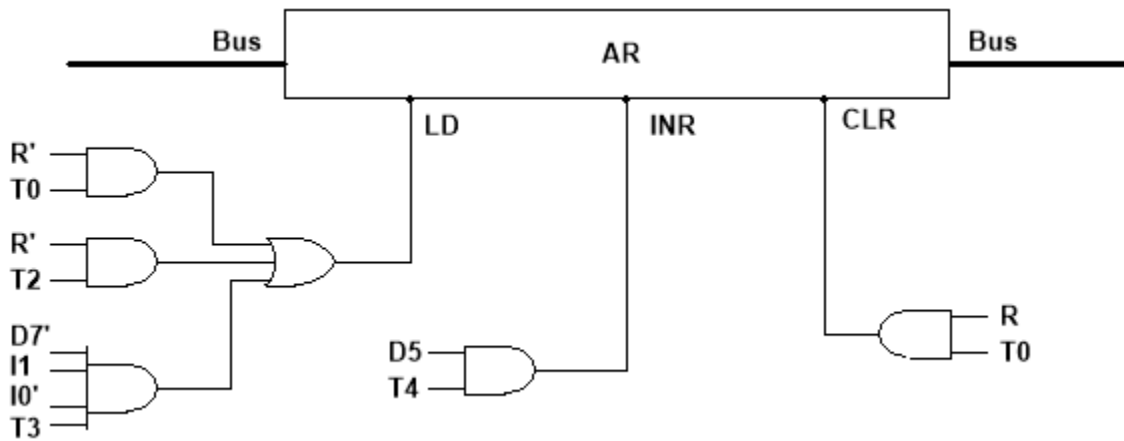 Bus
AR
Bus
LD
INR
CLR
R'
T0
R'
T2
D7'
I1
I0'
T3
D5
T4
R
T0